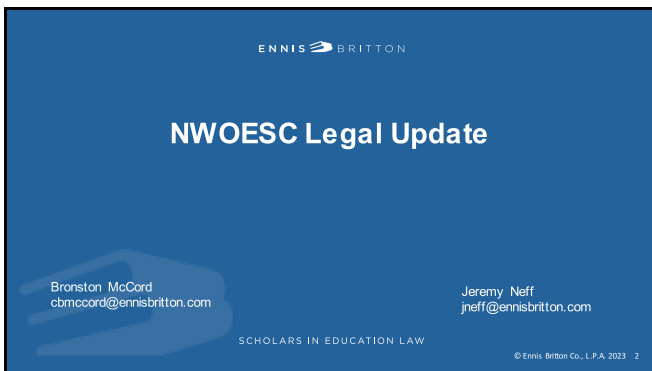 ENNIS BRITTON
NWOESC Legal Update
Bronston McCord
cbmccord@ennisbritton.com
Jeremy Neff
jneff@ennisbritton.com
SCHOLARS IN EDUCATION LAW
© Ennis Britton Co., L.P.A. 2023 2